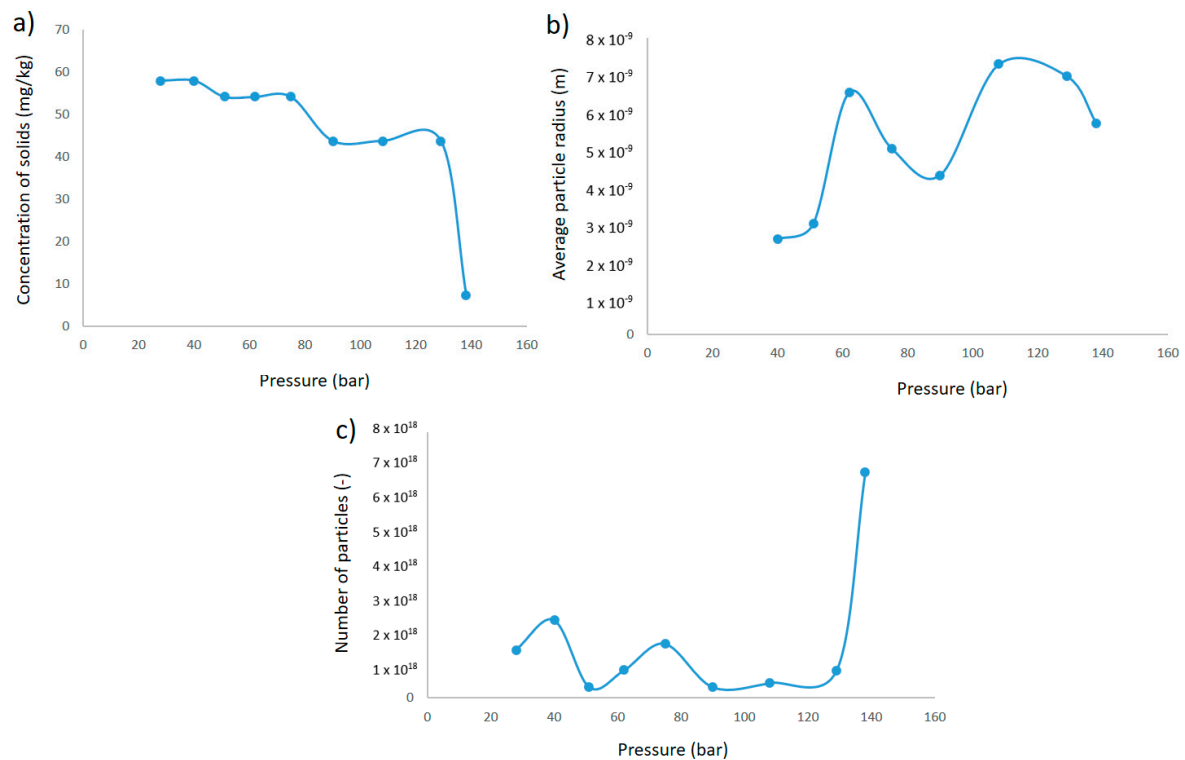 a)
Concentration of solids (mg/kg)
70
60
50
40
30
20
10
0
0 20 40 60 80 100 120 140 160
Pressure (bar)
b)
Average particle radius (m)
8 x 10⁻⁹
7 x 10⁻⁹
6 x 10⁻⁹
5 x 10⁻⁹
4 x 10⁻⁹
3 x 10⁻⁹
2 x 10⁻⁹
1 x 10⁻⁹
0
0 20 40 60 80 100 120 140 160
Pressure (bar)
c)
Number of particles (-)
8 x 10¹⁸
7 x 10¹⁸
6 x 10¹⁸
5 x 10¹⁸
4 x 10¹⁸
3 x 10¹⁸
2 x 10¹⁸
1 x 10¹⁸
0
0 20 40 60 80 100 120 140 160
Pressure (bar)